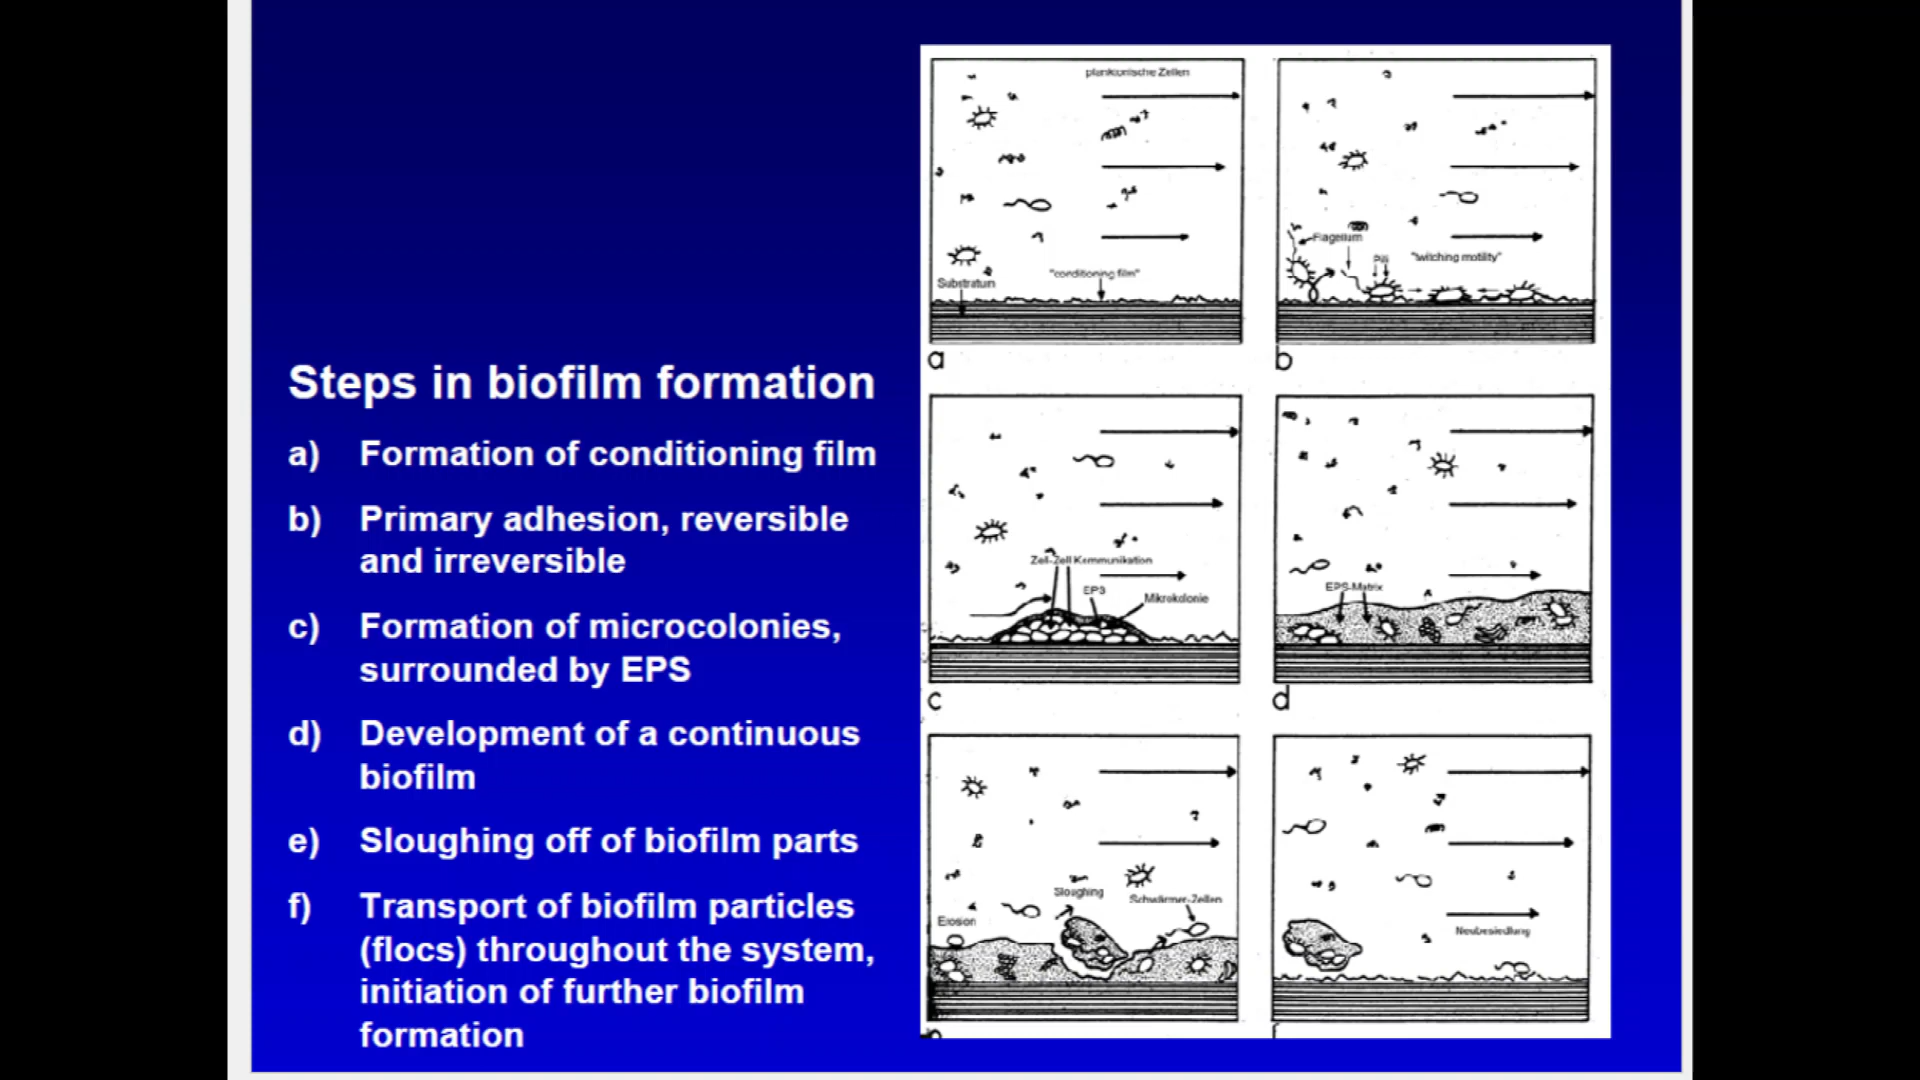 Steps in biofilm formation
a) Formation of conditioning film
b) Primary adhesion, reversible
and irreversible
c) Formation of microcolonies,
surrounded by EPS
d) Development of a continuous
biofilm
e) Sloughing off of biofilm parts
f) Transport of biofilm particles
(flocs) throughout the system,
initiation of further biofilm
formation
planktonische Zellen
"conditioning film"
Substratum
a
Flagellum
Pili
"twitching motility"
b
Zell-Zell Kommunikation
EPS
Mikrokolonie
c
EPS-Matrix
d
Sloughing
Schwärmer-Zellen
Erosion
Neubesiedlung